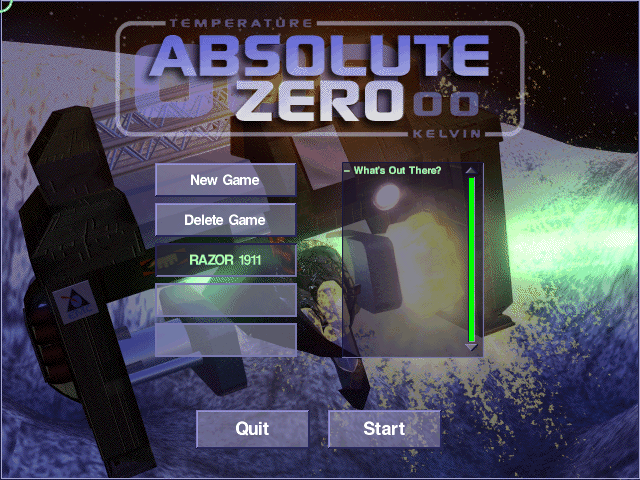 TEMPERATURE
ABSOLUTE
ZERO 00
KELVIN
New Game
– What's Out There?
Delete Game
RAZOR 1911
Quit
Start